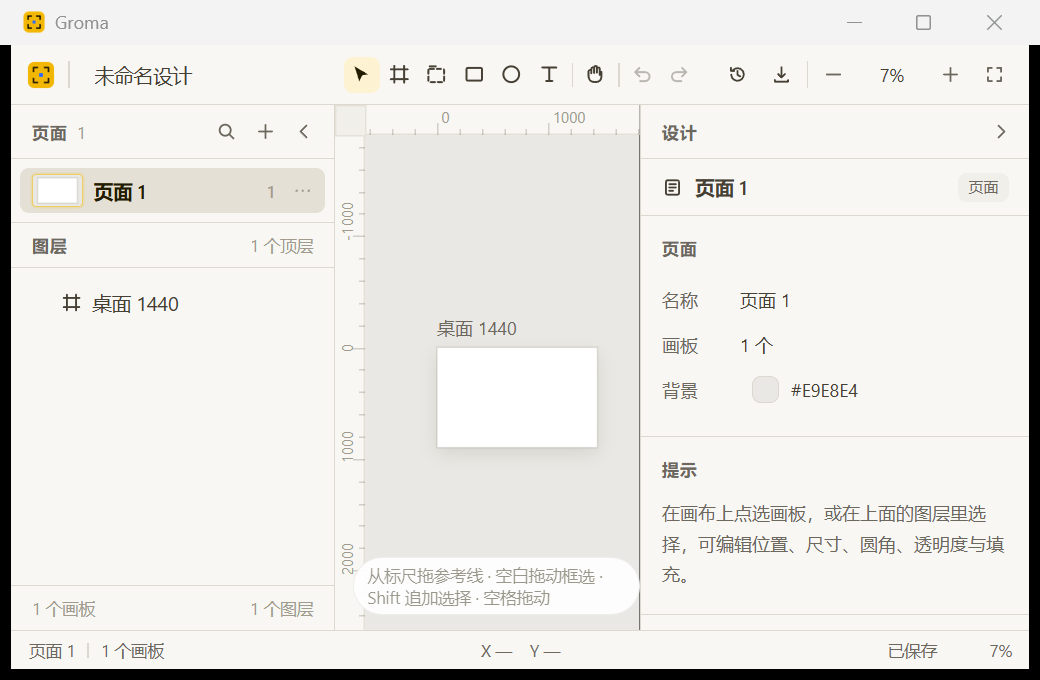 Groma
未命名设计
7%
页面 1
页面 1
1 ···
图层
1 个顶层
桌面 1440
1 个画板
1 个图层
0
1000
-1000
0
1000
2000
桌面 1440
从标尺拖参考线 · 空白拖动框选 ·
Shift 追加选择 · 空格拖动
设计
页面 1
页面
页面
名称
页面 1
画板
1 个
背景
#E9E8E4
提示
在画布上点选画板，或在上面的图层里选
择，可编辑位置、尺寸、圆角、透明度与填
充。
页面 1
1 个画板
X —
Y —
已保存
7%